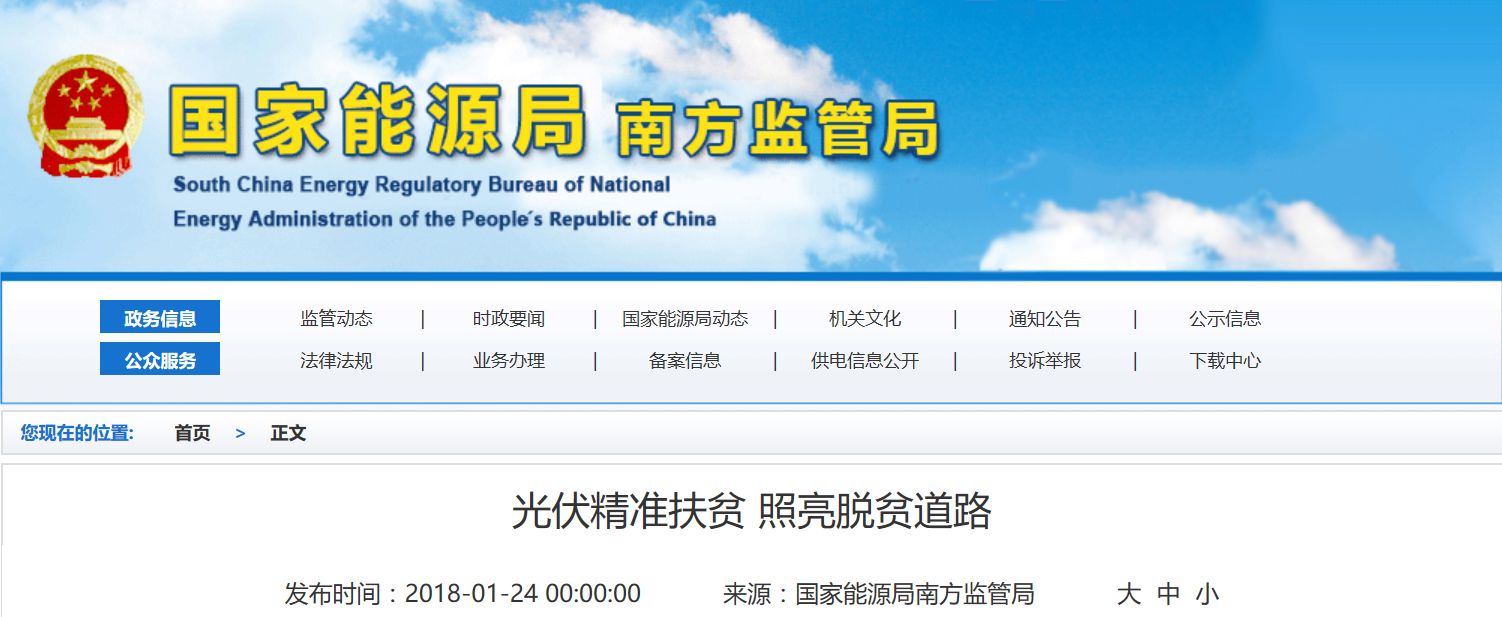 国家能源局 南方监管局
South China Energy Regulatory Bureau of National
Energy Administration of the People's Republic of China
政务信息 监管动态 | 时政要闻 | 国家能源局动态 | 机关文化 | 通知公告 | 公示信息
公众服务 法律法规 | 业务办理 | 备案信息 | 供电信息公开 | 投诉举报 | 下载中心
您现在的位置: 首页 > 正文
光伏精准扶贫 照亮脱贫道路
发布时间：2018-01-24 00:00:00 来源：国家能源局南方监管局 大 中 小